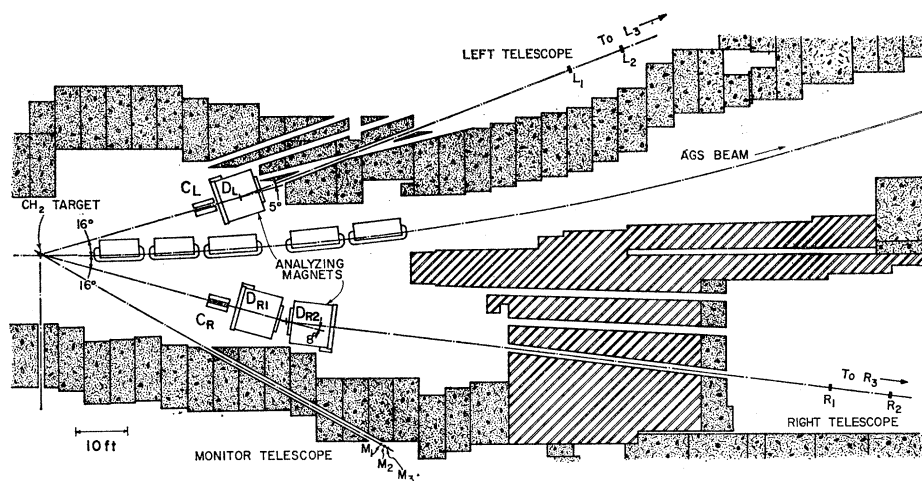 To L3
LEFT TELESCOPE
L1
L2
AGS BEAM
CL
DL
5°
CH2 TARGET
16°
16°
ANALYZING
MAGNETS
DR1
DR2
CR
8°
To R3
R1
R2
RIGHT TELESCOPE
10 ft
MONITOR TELESCOPE
M1
M2
M3